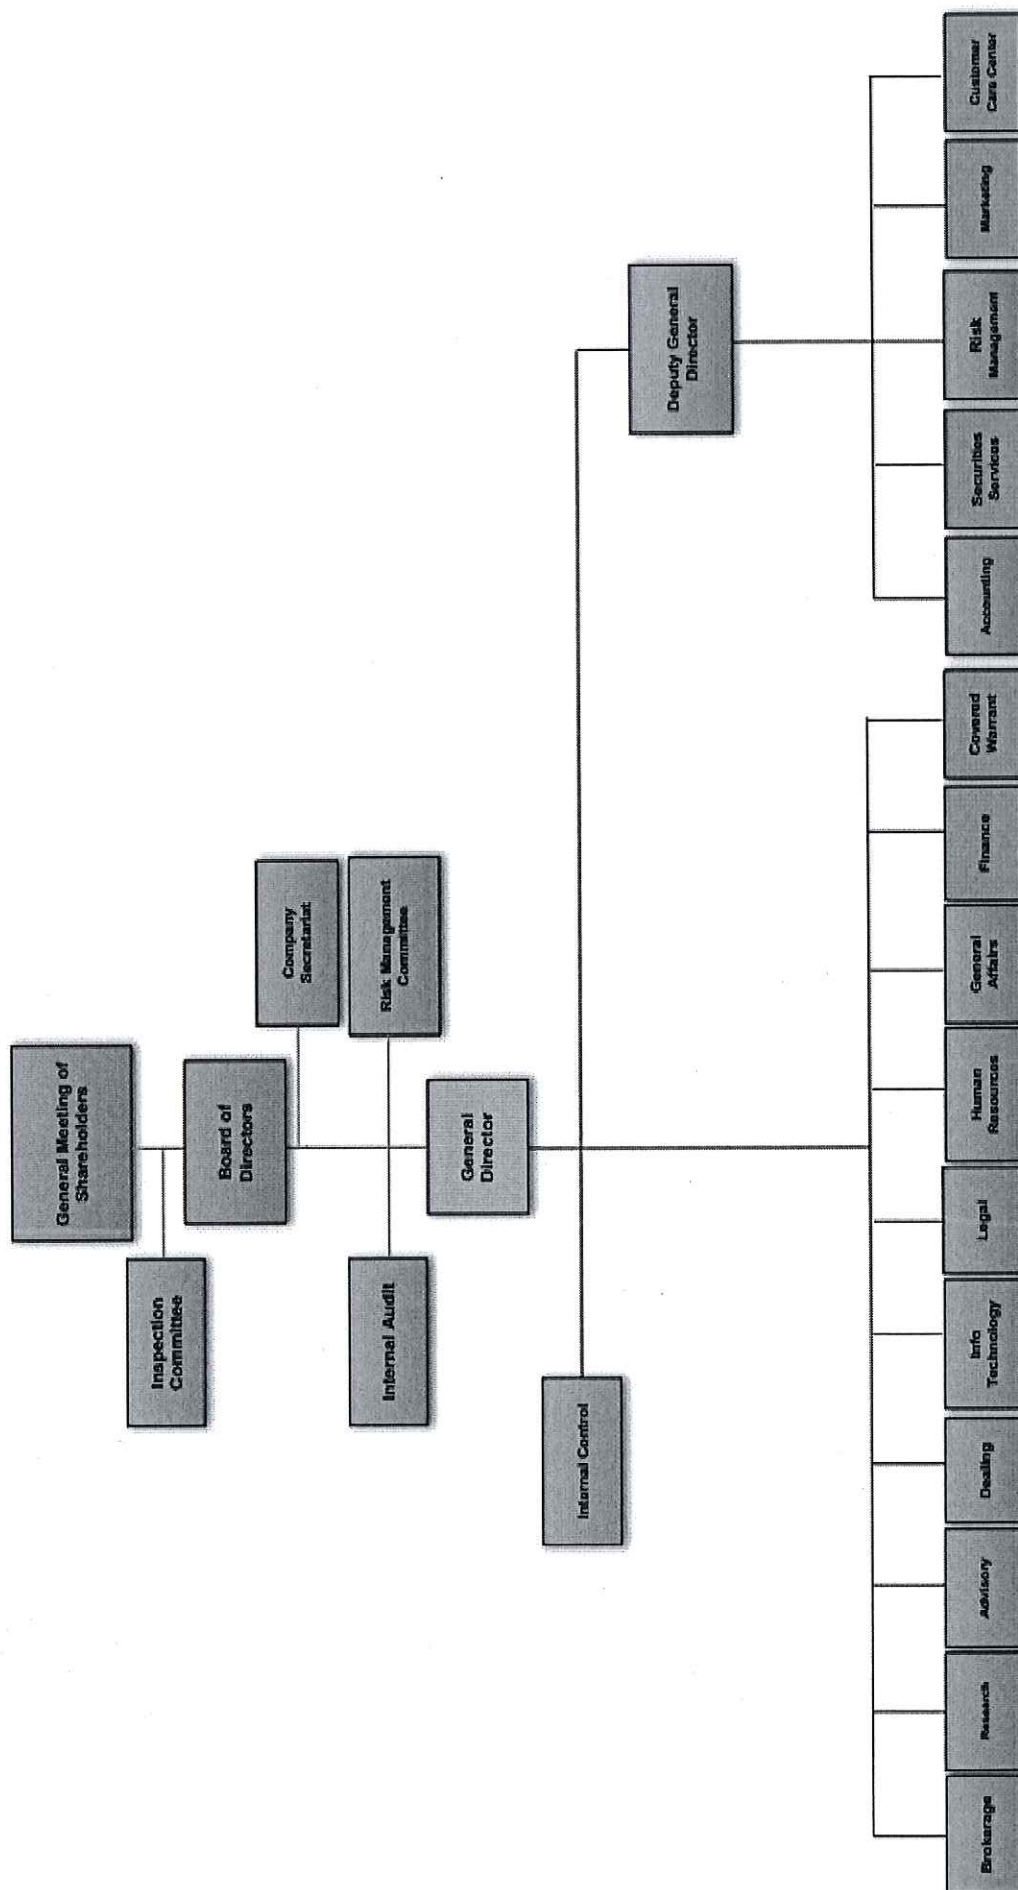 General Meeting of
Shareholders
Inspection
Committee
Board of
Directors
Company
Secretariat
Internal Audit
Risk Management
Committee
General
Director
Internal Control
Deputy General
Director
Brokerage
Research
Advisory
Dealing
Info
Technology
Legal
Human
Resources
General
Affairs
Finance
Covered
Warrant
Accounting
Securities
Services
Risk
Management
Marketing
Customer
Care Center